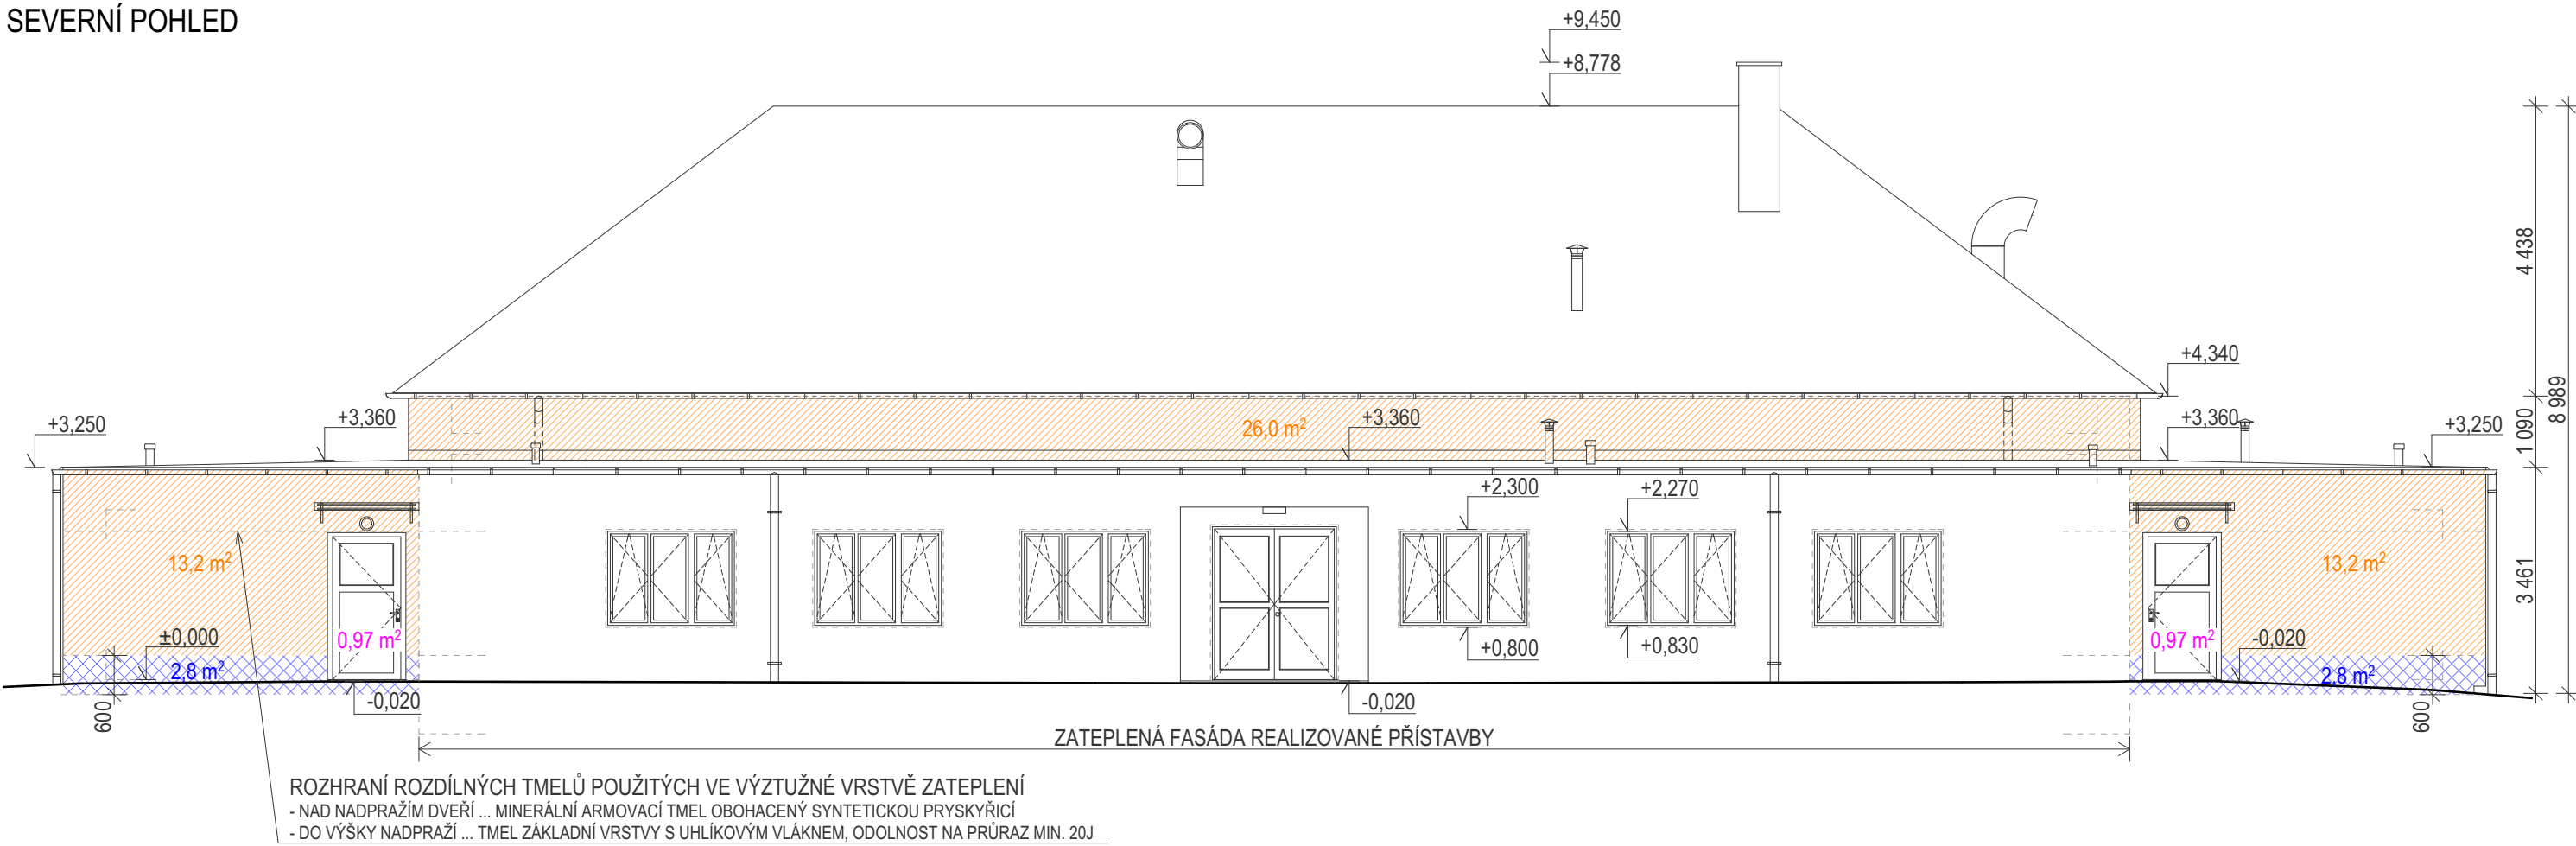 SEVERNÍ POHLED
+9,450
+8,778
4 438
8 989
+4,340
+3,250
+3,360
26,0 m²
+3,360
+3,360
+3,250
1 090
+2,300
+2,270
13,2 m²
13,2 m²
3 461
±0,000
0,97 m²
+0,800
+0,830
0,97 m²
-0,020
2,8 m²
2,8 m²
600
-0,020
-0,020
600
ZATEPLENÁ FASÁDA REALIZOVANÉ PŘÍSTAVBY
ROZHRANÍ ROZDÍLNÝCH TMELŮ POUŽITÝCH VE VÝZTUŽNÉ VRSTVĚ ZATEPLENÍ
- NAD NADPRAŽÍM DVEŘÍ ... MINERÁLNÍ ARMOVACÍ TMEL OBOHACENÝ SYNTETICKOU PRYSKYŘICÍ
- DO VÝŠKY NADPRAŽÍ ... TMEL ZÁKLADNÍ VRSTVY S UHLÍKOVÝM VLÁKNEM, ODOLNOST NA PRŮRAZ MIN. 20J